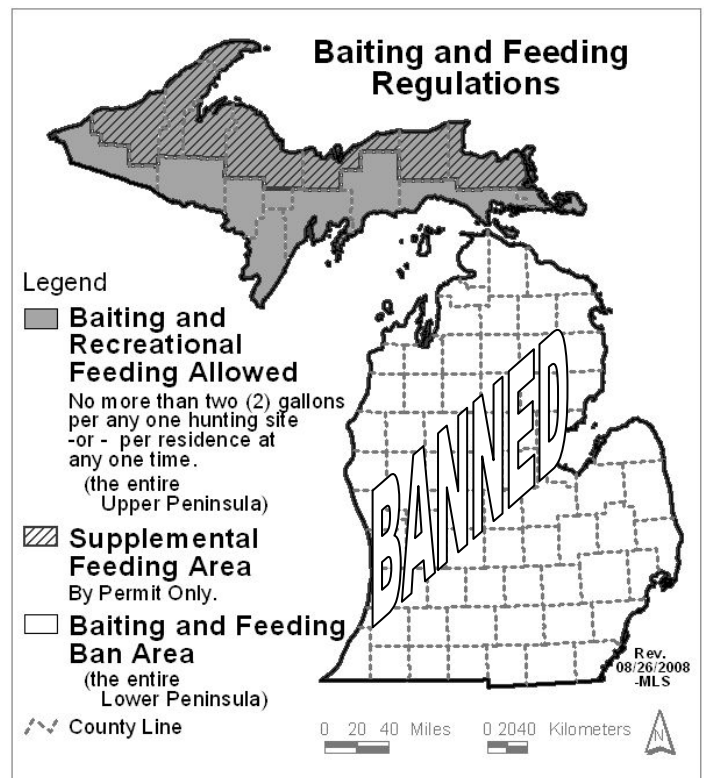 Baiting and Feeding
Regulations
Legend
Baiting and
Recreational
Feeding Allowed
No more than two (2) gallons
per any one hunting site
-or - per residence at
any one time.
(the entire
Upper Peninsula)
Supplemental
Feeding Area
By Permit Only.
Baiting and Feeding
Ban Area
(the entire
Lower Peninsula)
County Line
BANNED
Rev.
08/26/2008
-MLS
0 20 40 Miles
0 2040 Kilometers
N